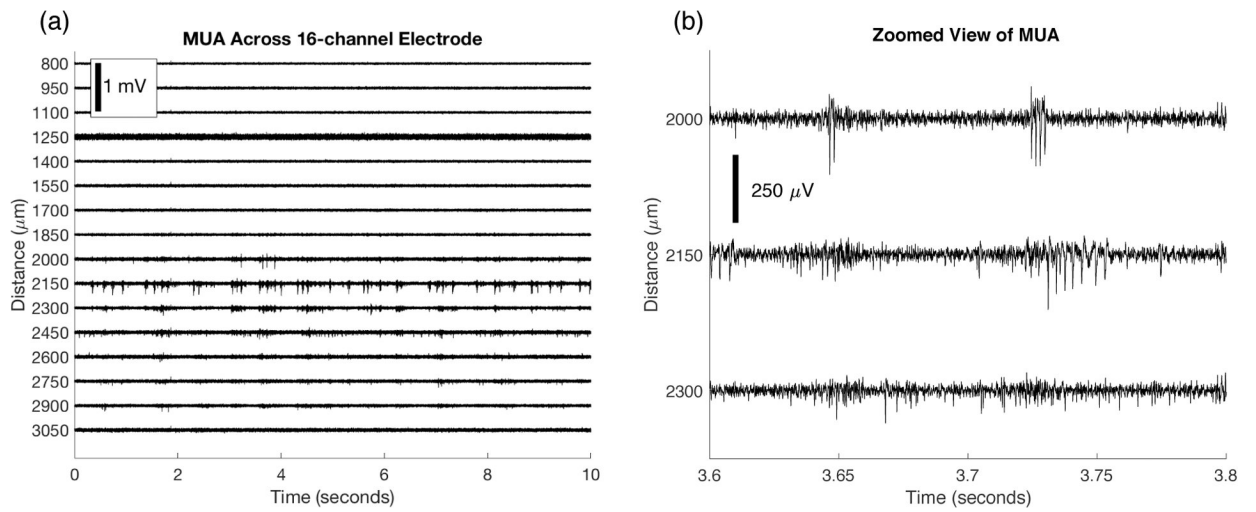 (a)
MUA Across 16-channel Electrode
1 mV
800
950
1100
1250
1400
1550
1700
1850
2000
2150
2300
2450
2600
2750
2900
3050
Distance (μm)
0 2 4 6 8 10
Time (seconds)
(b)
Zoomed View of MUA
2000
250 μV
2150
2300
Distance (μm)
3.6 3.65 3.7 3.75 3.8
Time (seconds)